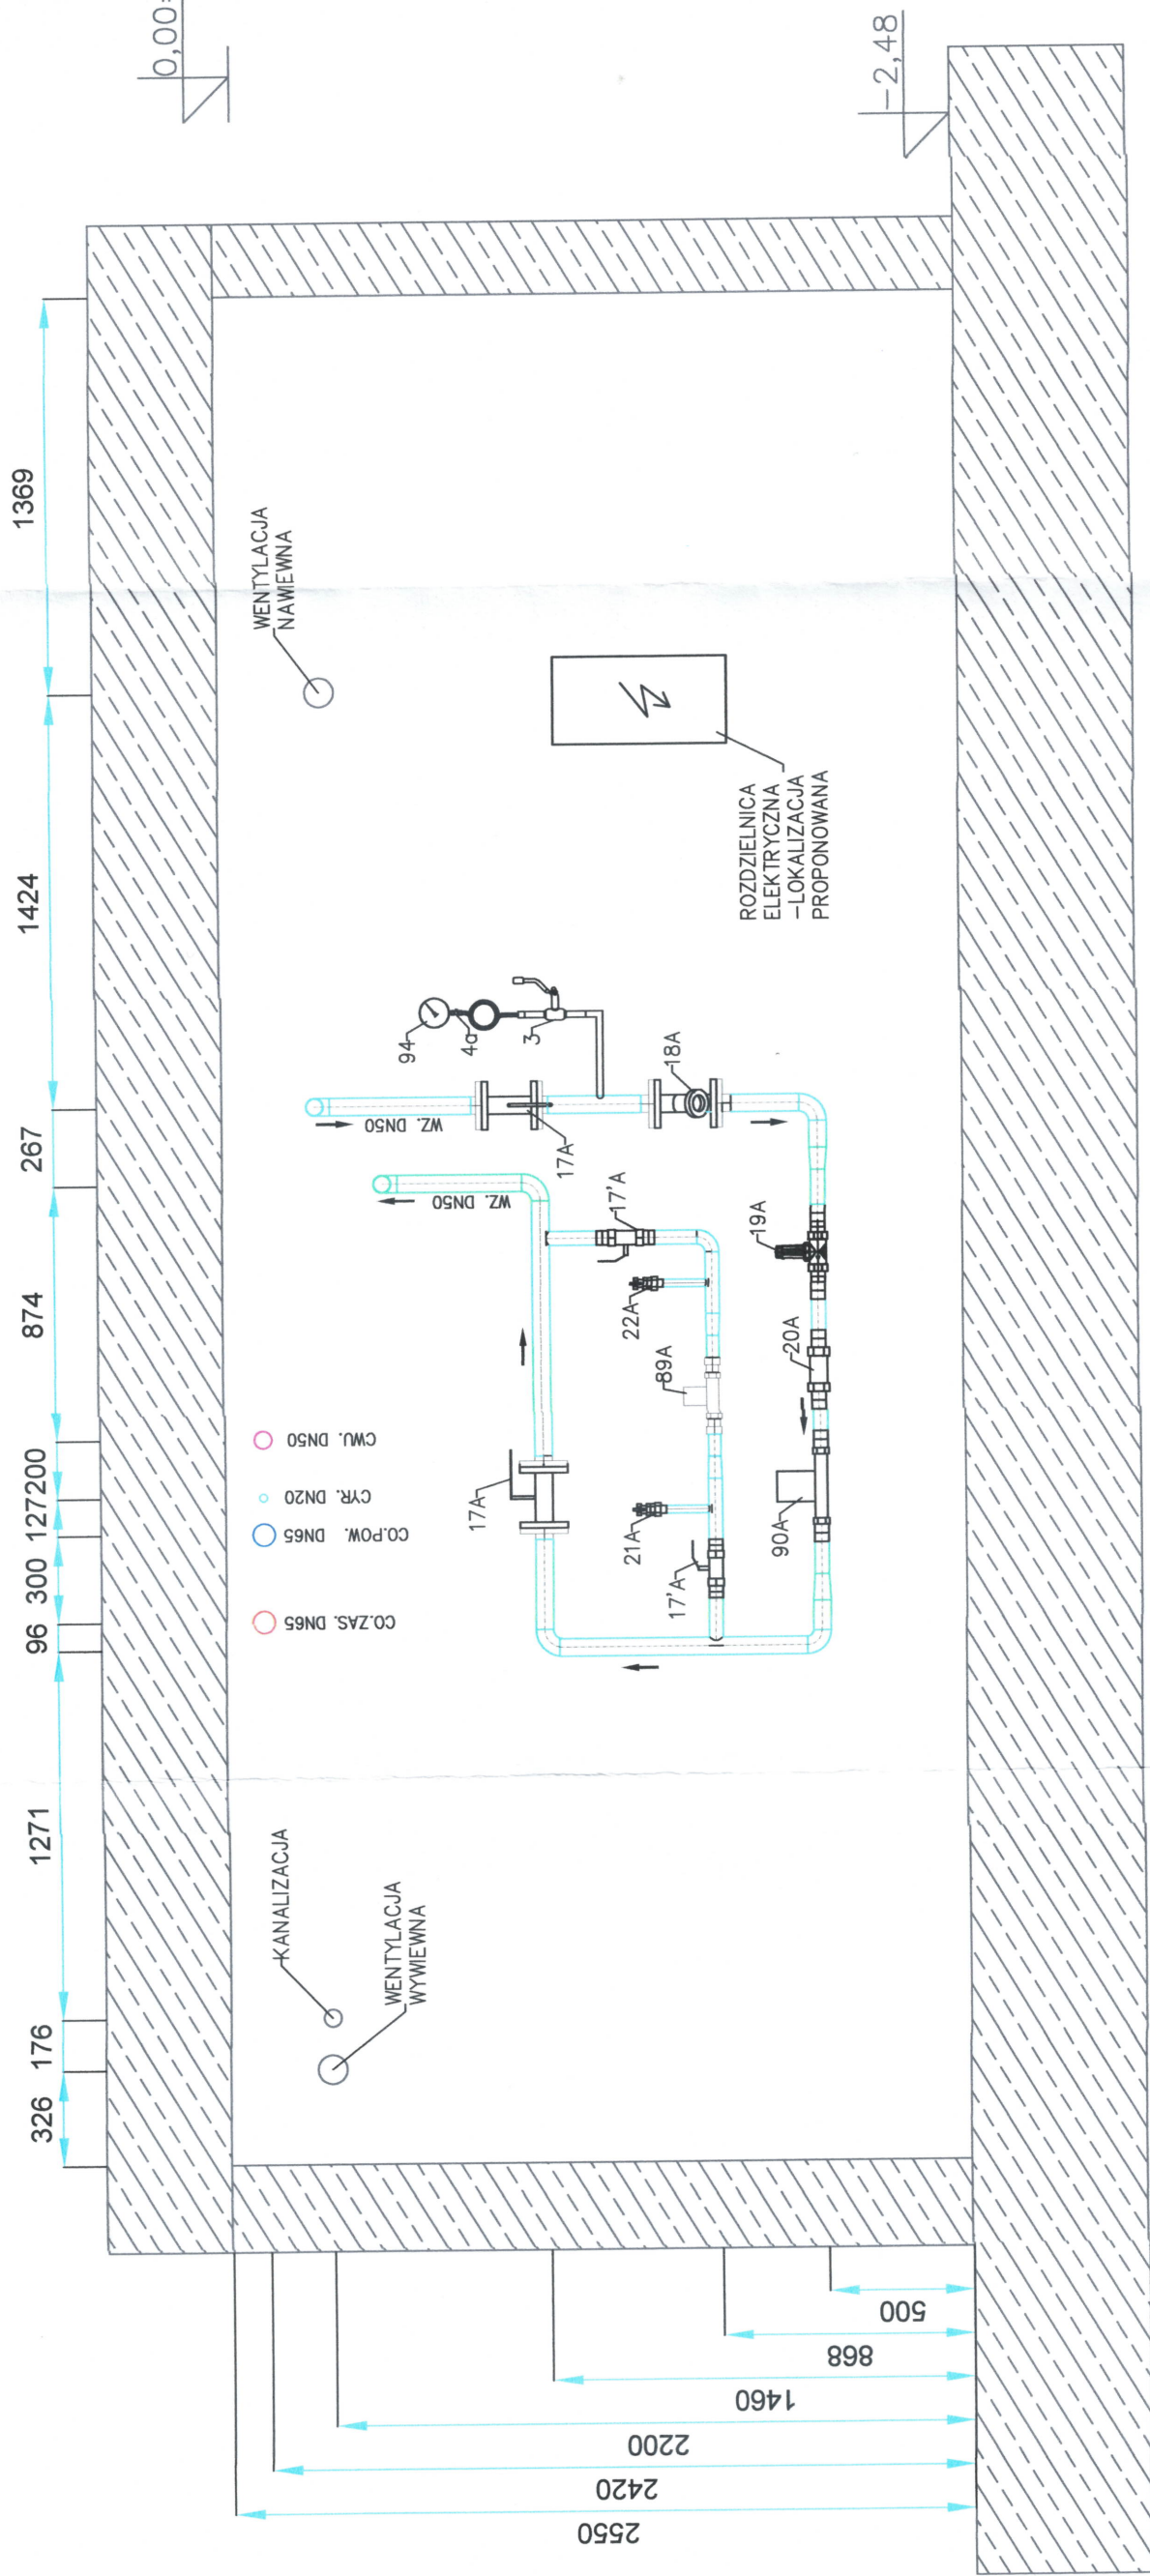 0,00
-2,48
1369
1424
267
874
200
127
300
96
1271
176
326
WENTYLACJA
NAWIEWNA
ROZDZIELNICA
ELEKTRYCZNA
-LOKALIZACJA
PROPONOWANA
94
4a
3
17A
18A
WZ. DN50
WZ. DN50
17'A
19A
22A
89A
20A
17A
21A
17'A
90A
CWU. DN50
CYR. DN20
CO.POW. DN65
CO.ZAS. DN65
KANALIZACJA
WENTYLACJA
WYWIEWNA
500
868
1460
2200
2420
2550